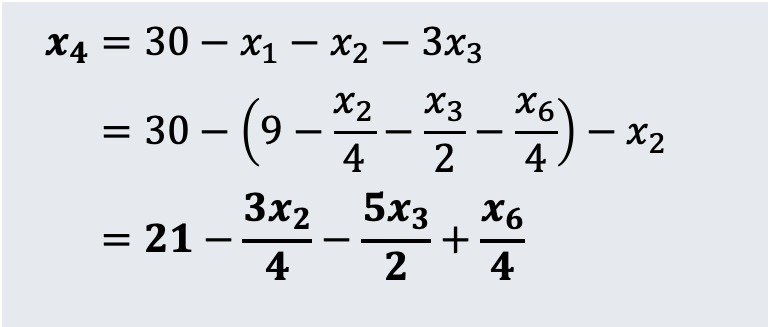 x₄ = 30 − x₁ − x₂ − 3x₃
= 30 − (9 − x₂/4 − x₃/2 − x₆/4) − x₂
= 21 − 3x₂/4 − 5x₃/2 + x₆/4